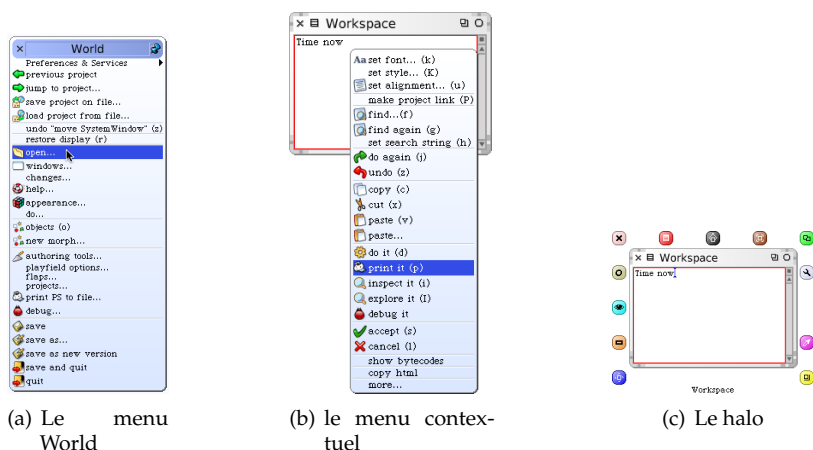 World
Preferences & Services
previous project
jump to project...
save project on file...
load project from file...
undo "move SystemWindow" (z)
restore display (r)
open...
windows...
changes...
help...
appearance...
do...
objects (o)
new morph...
authoring tools...
playfield options...
flaps...
projects...
print PS to file...
debug...
save
save as...
save as new version
save and quit
quit
(a) Le menu
World
Workspace
Time now
set font... (k)
set style... (K)
set alignment... (u)
make project link (P)
find...(f)
find again (g)
set search string (h)
do again (j)
undo (z)
copy (c)
cut (x)
paste (v)
paste...
do it (d)
print it (p)
inspect it (i)
explore it (I)
debug it
accept (s)
cancel (l)
show bytecodes
copy html
more...
(b) le menu contex-
tuel
Workspace
Time now
Workspace
(c) Le halo